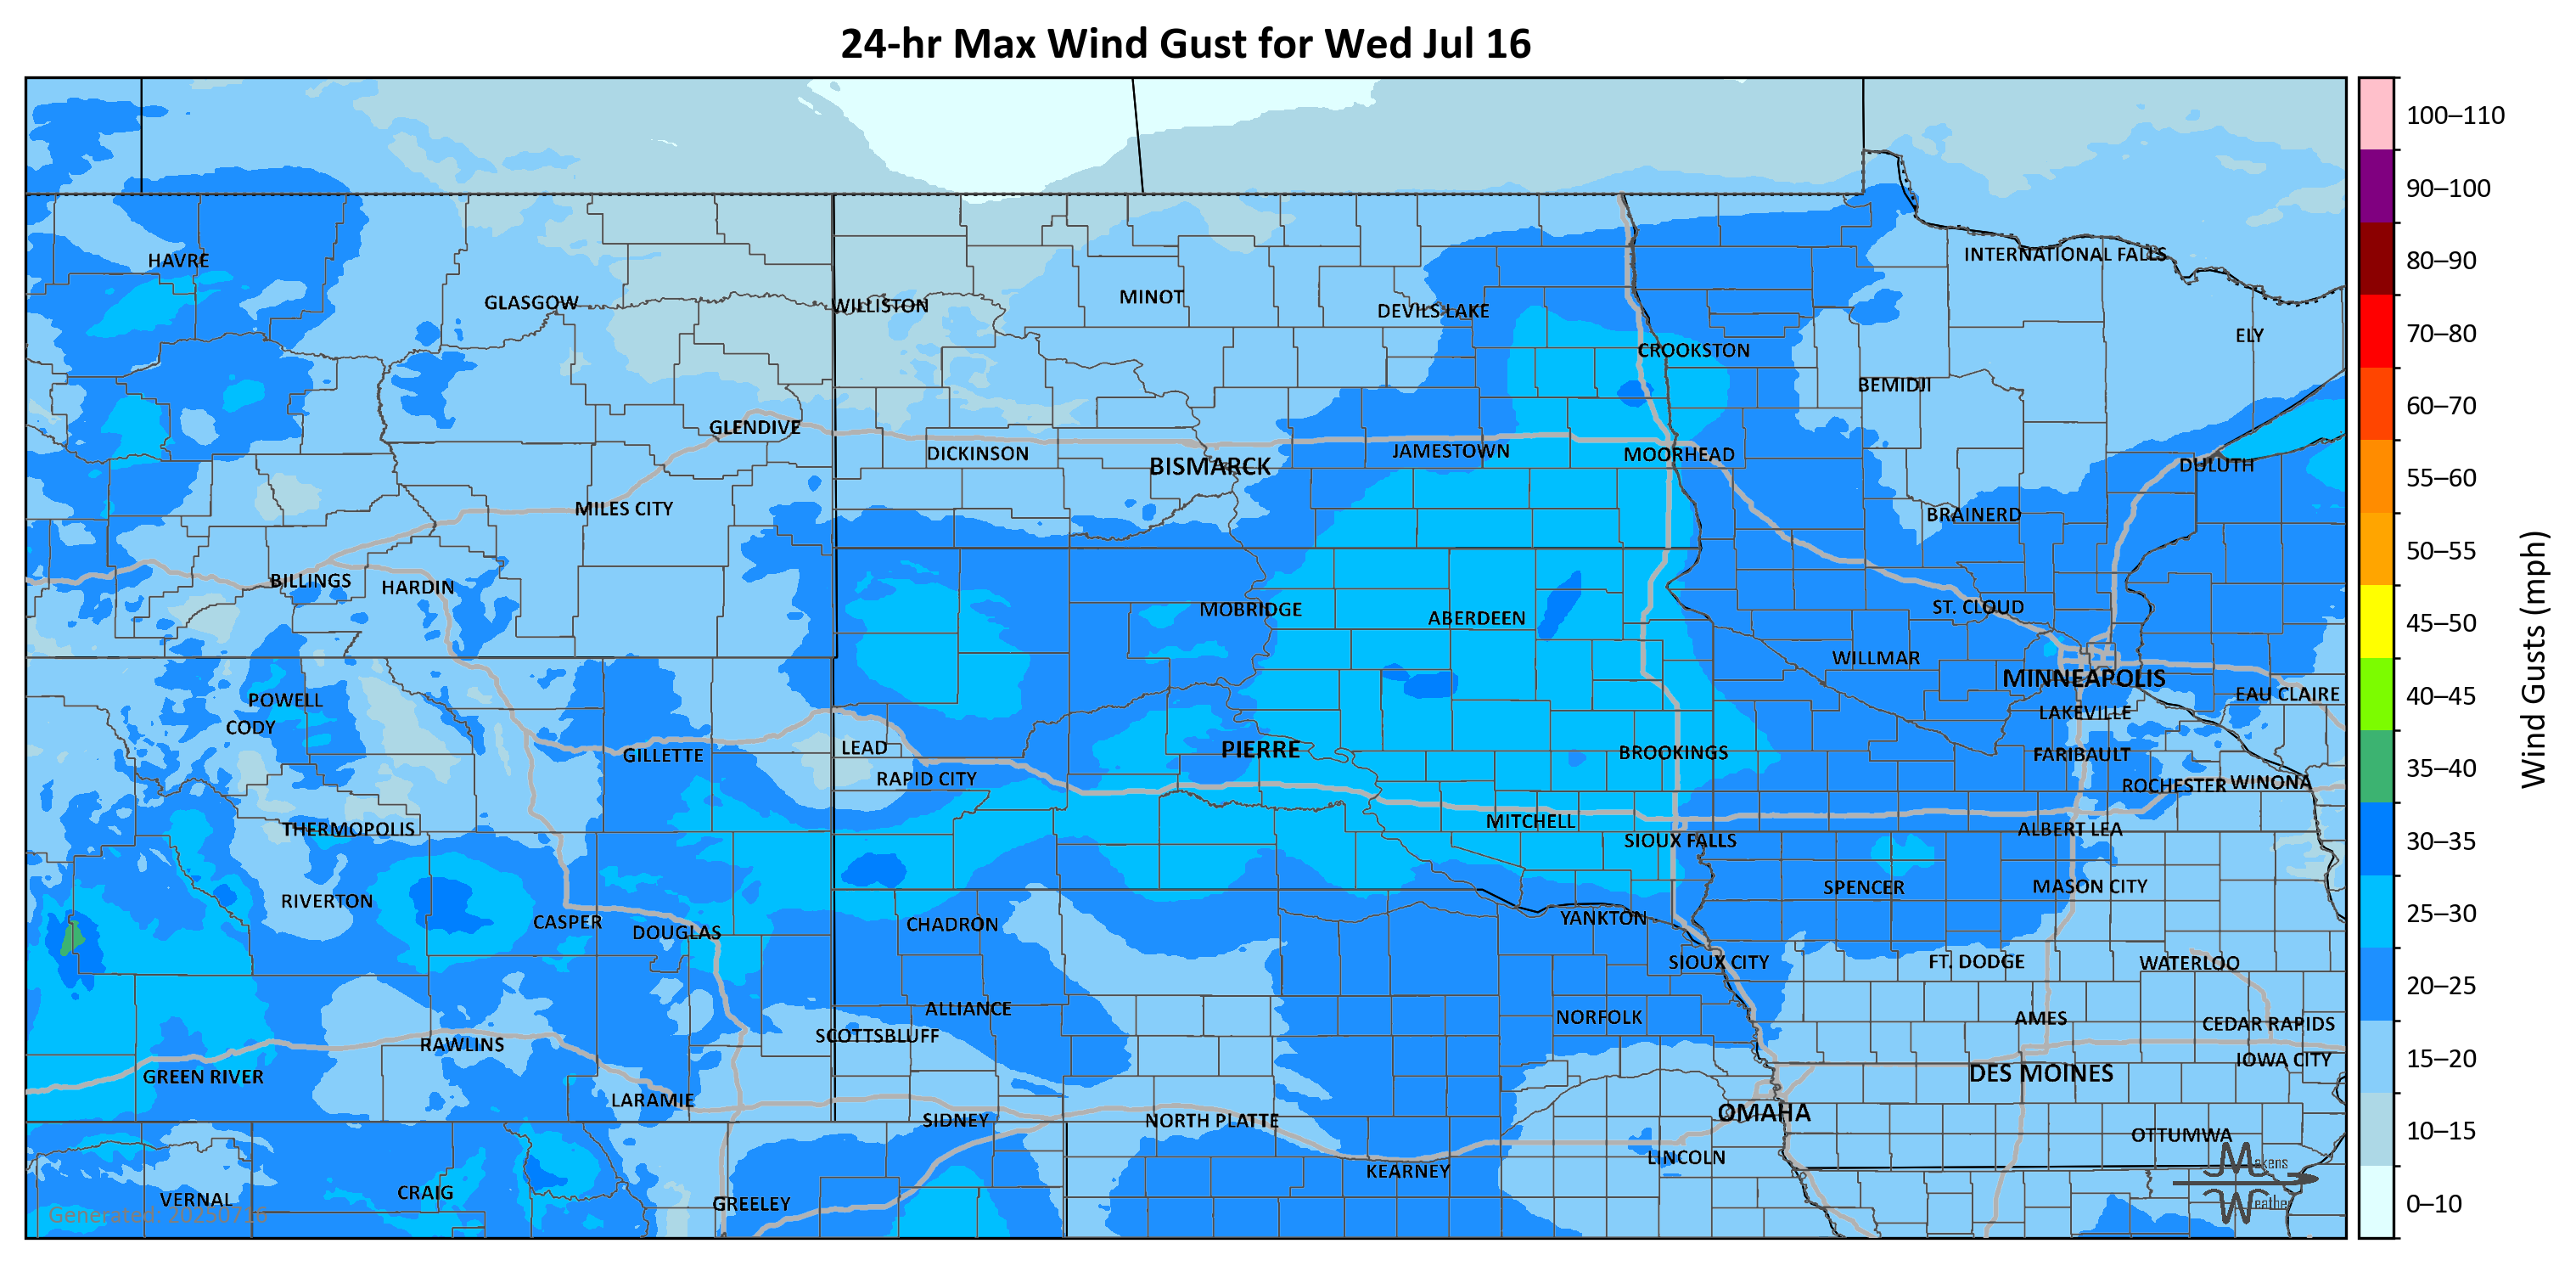 24-hr Max Wind Gust for Wed Jul 16
100–110
90–100
HAVRE
INTERNATIONAL FALLS
80–90
GLASGOW
WILLISTON
MINOT
DEVILS LAKE
ELY
70–80
CROOKSTON
BEMIDJI
60–70
GLENDIVE
DICKINSON
BISMARCK
JAMESTOWN
MOORHEAD
DULUTH
55–60
MILES CITY
BRAINERD
50–55
BILLINGS
HARDIN
MOBRIDGE
ABERDEEN
ST. CLOUD
45–50
WILLMAR
MINNEAPOLIS
POWELL
EAU CLAIRE
40–45
CODY
LAKEVILLE
GILLETTE
LEAD
PIERRE
BROOKINGS
FARIBAULT
35–40
RAPID CITY
ROCHESTER
WINONA
THERMOPOLIS
MITCHELL
SIOUX FALLS
ALBERT LEA
30–35
RIVERTON
SPENCER
MASON CITY
25–30
CASPER
DOUGLAS
CHADRON
YANKTON
SIOUX CITY
FT. DODGE
WATERLOO
20–25
ALLIANCE
NORFOLK
AMES
CEDAR RAPIDS
SCOTTSBLUFF
RAWLINS
IOWA CITY
15–20
GREEN RIVER
DES MOINES
LARAMIE
SIDNEY
NORTH PLATTE
OMAHA
OTTUMWA
10–15
LINCOLN
KEARNEY
VERNAL
CRAIG
GREELEY
0–10
Generated: 20250716
Makens
Weather
Wind Gusts (mph)